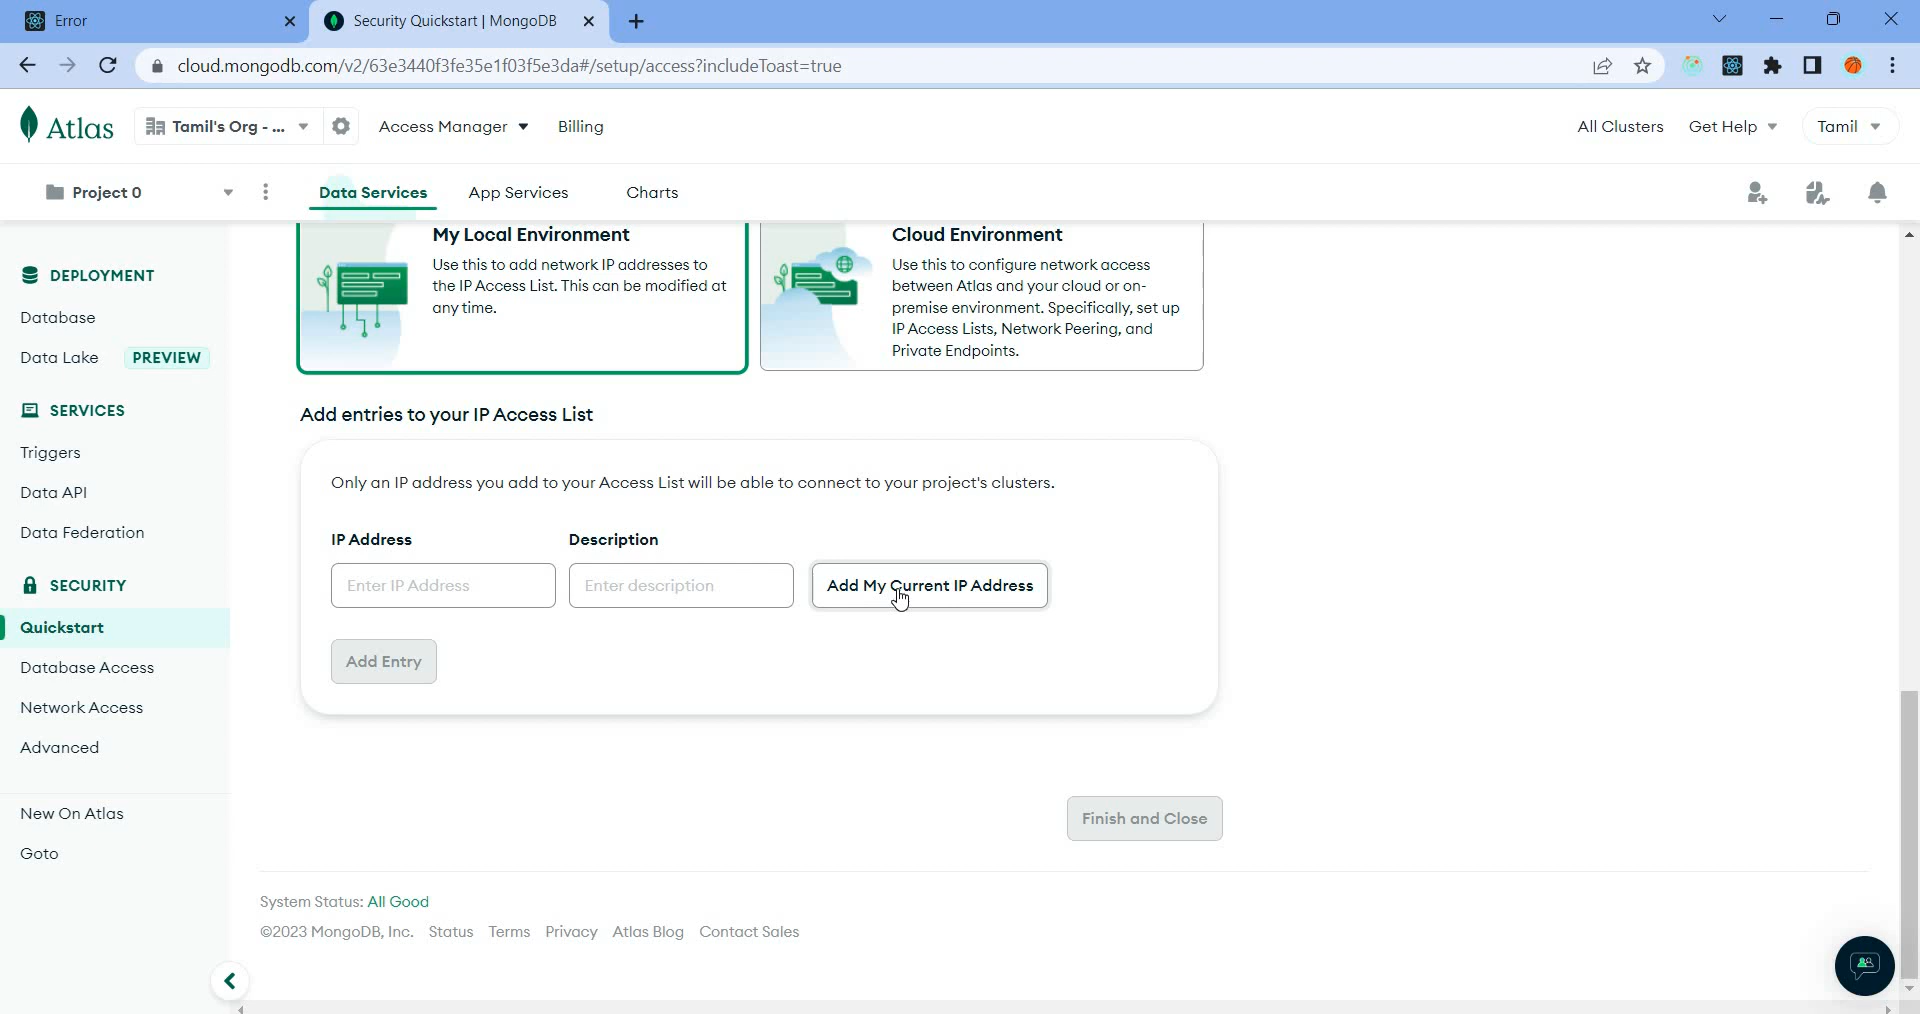 Error
Security Quickstart | MongoDB
cloud.mongodb.com/v2/63e3440f3fe35e1f03f5e3da#/setup/access?includeToast=true
Atlas
Tamil's Org - ...
Access Manager
Billing
All Clusters
Get Help
Tamil
Project 0
Data Services
App Services
Charts
DEPLOYMENT
Database
Data Lake
PREVIEW
SERVICES
Triggers
Data API
Data Federation
SECURITY
Quickstart
Database Access
Network Access
Advanced
New On Atlas
Goto
My Local Environment
Use this to add network IP addresses to
the IP Access List. This can be modified at
any time.
Cloud Environment
Use this to configure network access
between Atlas and your cloud or on-
premise environment. Specifically, set up
IP Access Lists, Network Peering, and
Private Endpoints.
Add entries to your IP Access List
Only an IP address you add to your Access List will be able to connect to your project's clusters.
IP Address
Description
Enter IP Address
Enter description
Add My Current IP Address
Add Entry
Finish and Close
System Status: All Good
©2023 MongoDB, Inc.
Status
Terms
Privacy
Atlas Blog
Contact Sales